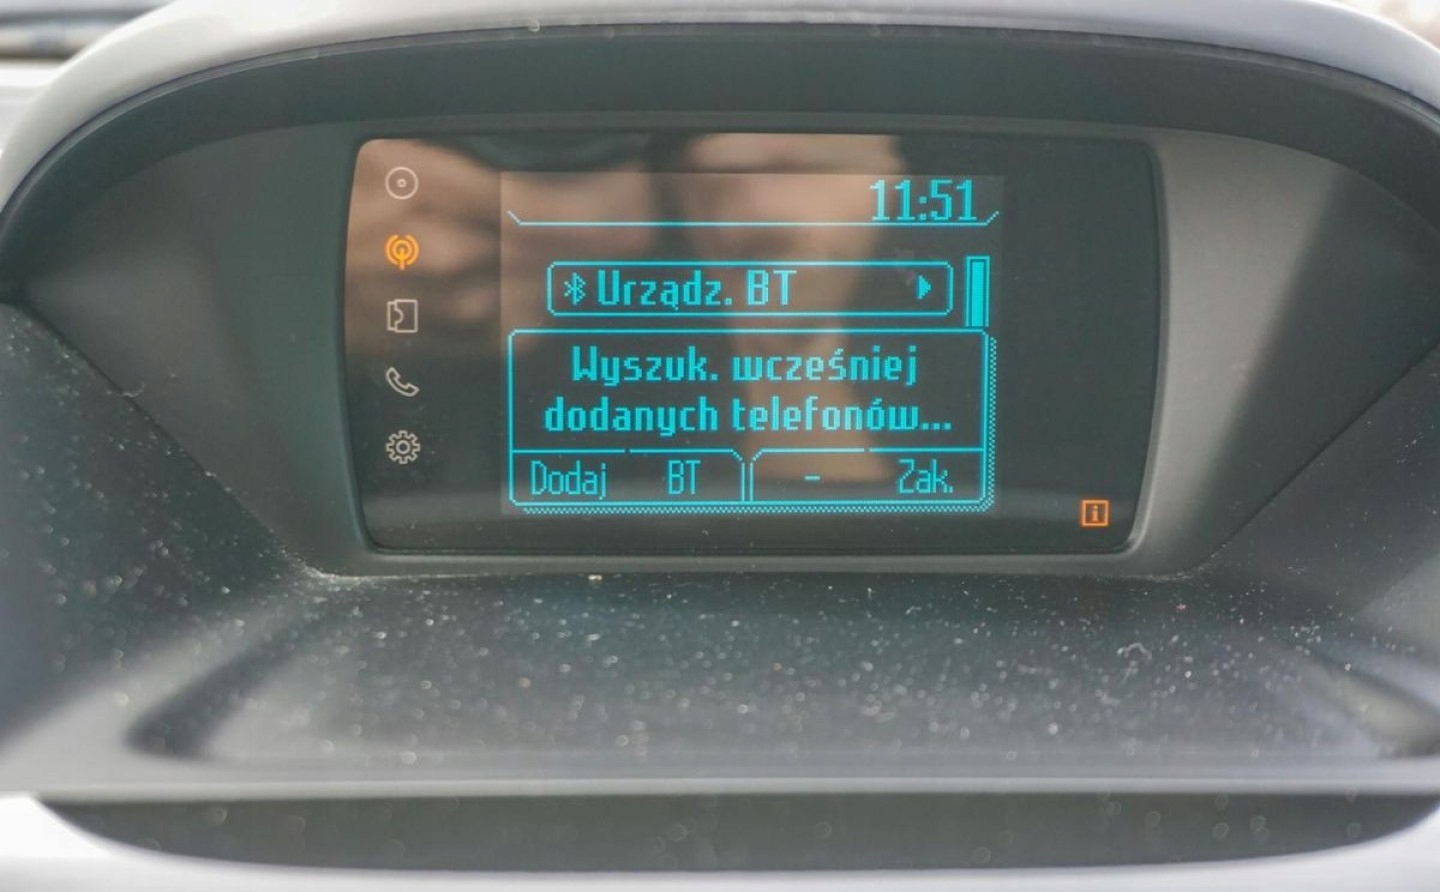 11:51
Urządz. BT
Wyszuk. wcześniej
dodanych telefonów...
Dodaj BT - Zak.
i